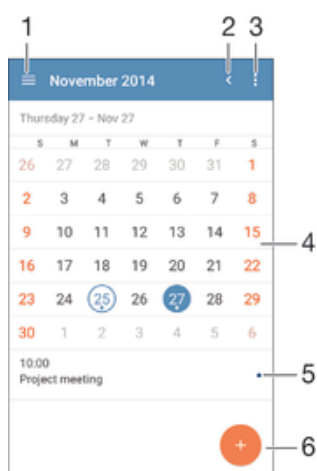 1 2 3
November 2014
Thursday 27 – Nov 27
S M T W T F S
26 27 28 29 30 31 1
2 3 4 5 6 7 8
9 10 11 12 13 14 15
4
16 17 18 19 20 21 22
23 24 25 26 27 28 29
30 1 2 3 4 5 6
10:00
Project meeting
5
+ 6